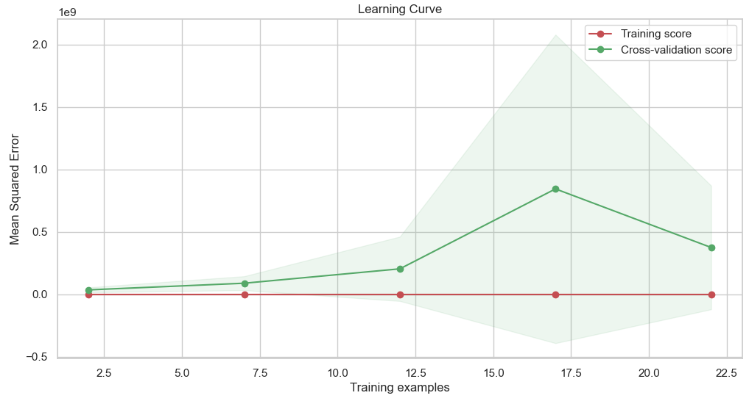 Learning Curve
1e9
Training score
Cross-validation score
Mean Squared Error
2.0
1.5
1.0
0.5
0.0
−0.5
2.5 5.0 7.5 10.0 12.5 15.0 17.5 20.0 22.5
Training examples